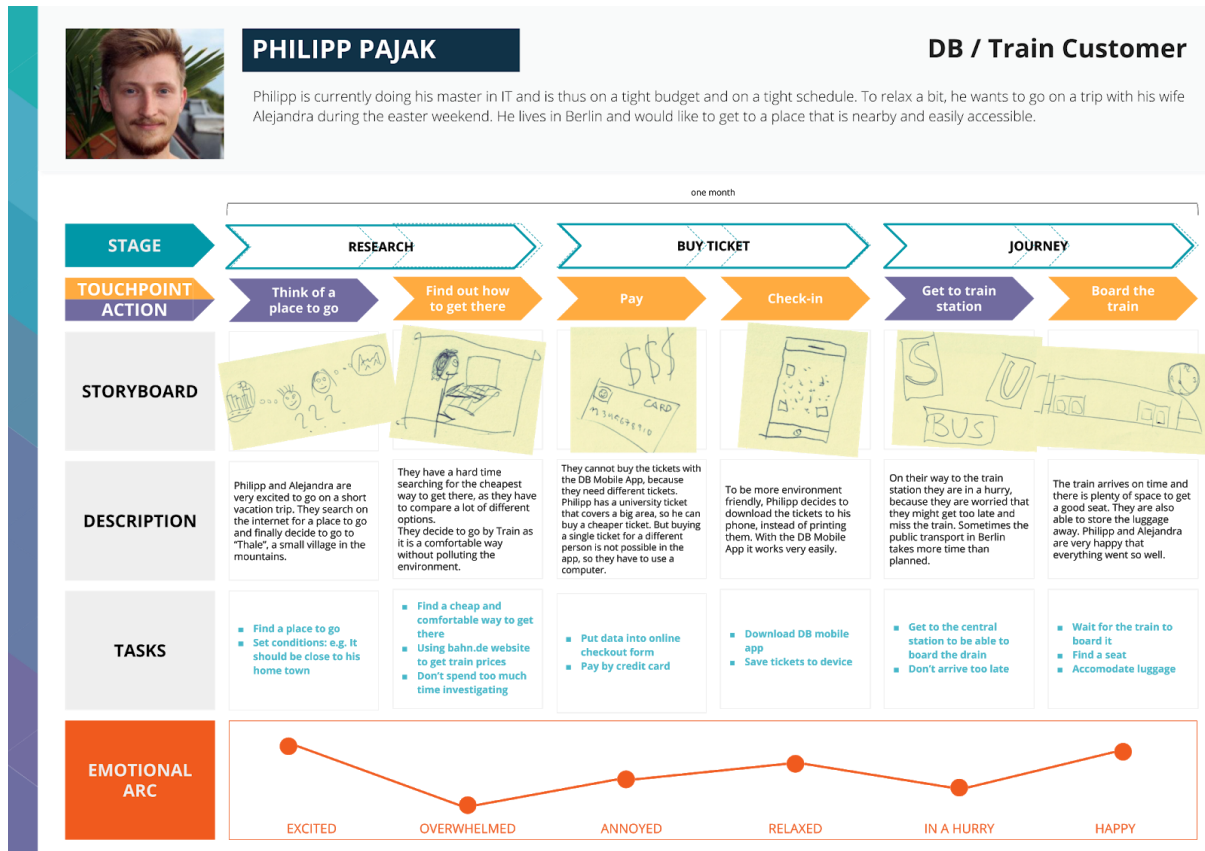 PHILIPP PAJAK
DB / Train Customer
Philipp is currently doing his master in IT and is thus on a tight budget and on a tight schedule. To relax a bit, he wants to go on a trip with his wife
Alejandra during the easter weekend. He lives in Berlin and would like to get to a place that is nearby and easily accessible.
one month
STAGE
RESEARCH
BUY TICKET
JOURNEY
TOUCHPOINT
ACTION
Think of a
place to go
Find out how
to get there
Pay
Check-in
Get to train
station
Board the
train
STORYBOARD
???
$$$
CARD
S
U
BUS
DESCRIPTION
Philipp and Alejandra are
very excited to go on a short
vacation trip. They search on
the internet for a place to go
and finally decide to go to
"Thale", a small village in the
mountains.
They have a hard time
searching for the cheapest
way to get there, as they have
to compare a lot of different
options.
They decide to go by Train as
it is a comfortable way
without polluting the
environment.
They cannot buy the tickets with
the DB Mobile App, because
they need different tickets.
Philipp has a university ticket
that covers a big area, so he can
buy a cheaper ticket. But buying
a single ticket for a different
person is not possible in the
app, so they have to use a
computer.
To be more environment
friendly, Philipp decides to
download the tickets to his
phone, instead of printing
them. With the DB Mobile
App it works very easily.
On their way to the train
station they are in a hurry,
because they are worried that
they might get too late and
miss the train. Sometimes the
public transport in Berlin
takes more time than
planned.
The train arrives on time and
there is plenty of space to get
a good seat. They are also
able to store the luggage
away. Philipp and Alejandra
are very happy that
everything went so well.
TASKS
Find a place to go
Set conditions: e.g. It
should be close to his
home town
Find a cheap and
comfortable way to get
there
Using bahn.de website
to get train prices
Don't spend too much
time investigating
Put data into online
checkout form
Pay by credit card
Download DB mobile
app
Save tickets to device
Get to the central
station to be able to
board the drain
Don't arrive too late
Wait for the train to
board it
Find a seat
Accomodate luggage
EMOTIONAL
ARC
EXCITED
OVERWHELMED
ANNOYED
RELAXED
IN A HURRY
HAPPY